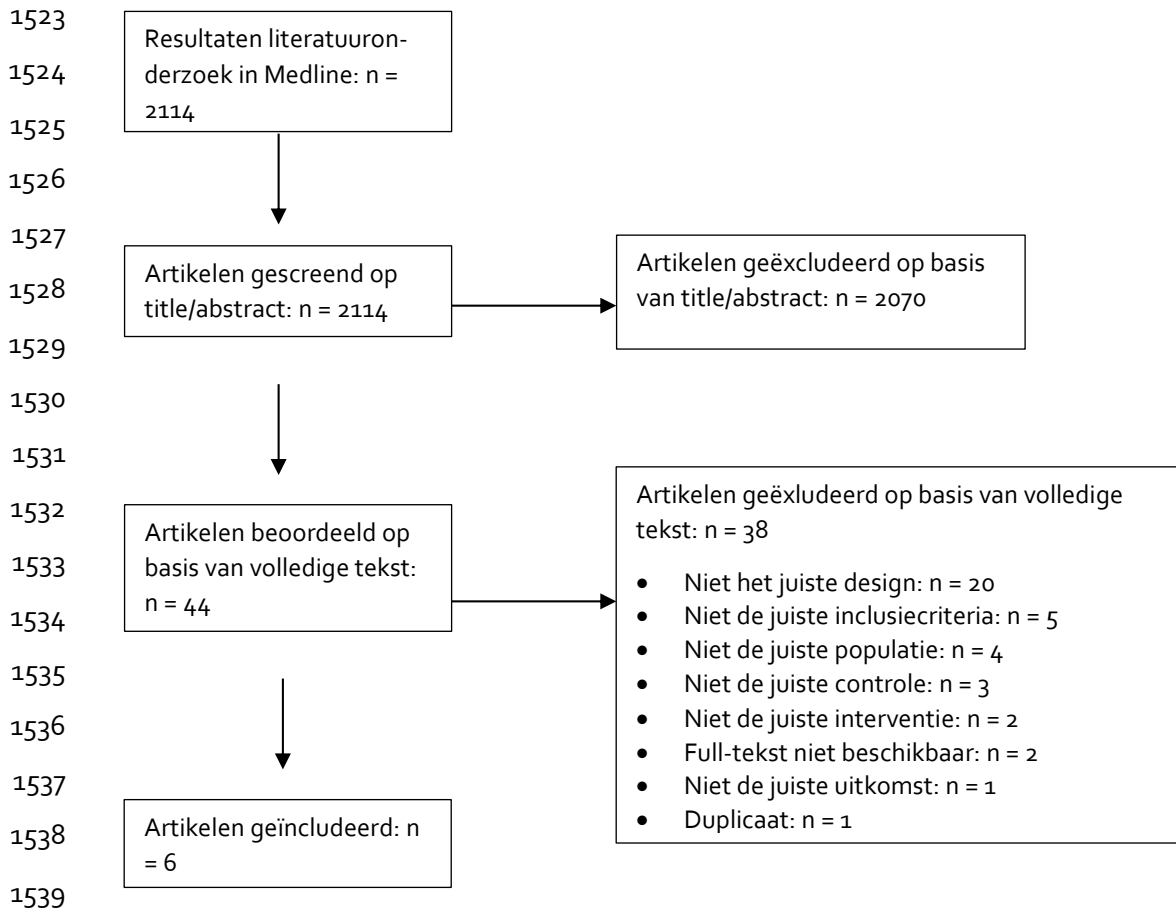 1523
Resultaten literatuuron-
1524
derzoek in Medline: n =
2114
1525
1526
1527
Artikelen gescreend op
Artikelen geëxcludeerd op basis
1528
title/abstract: n = 2114
van title/abstract: n = 2070
1529
1530
1531
Artikelen geëxludeerd op basis van volledige
1532
tekst: n = 38
Artikelen beoordeeld op
1533
basis van volledige tekst:
n = 44
• Niet het juiste design: n = 20
1534
• Niet de juiste inclusiecriteria: n = 5
• Niet de juiste populatie: n = 4
1535
• Niet de juiste controle: n = 3
• Niet de juiste interventie: n = 2
1536
• Full-tekst niet beschikbaar: n = 2
1537
• Niet de juiste uitkomst: n = 1
• Duplicaat: n = 1
Artikelen geïncludeerd: n
1538
= 6
1539